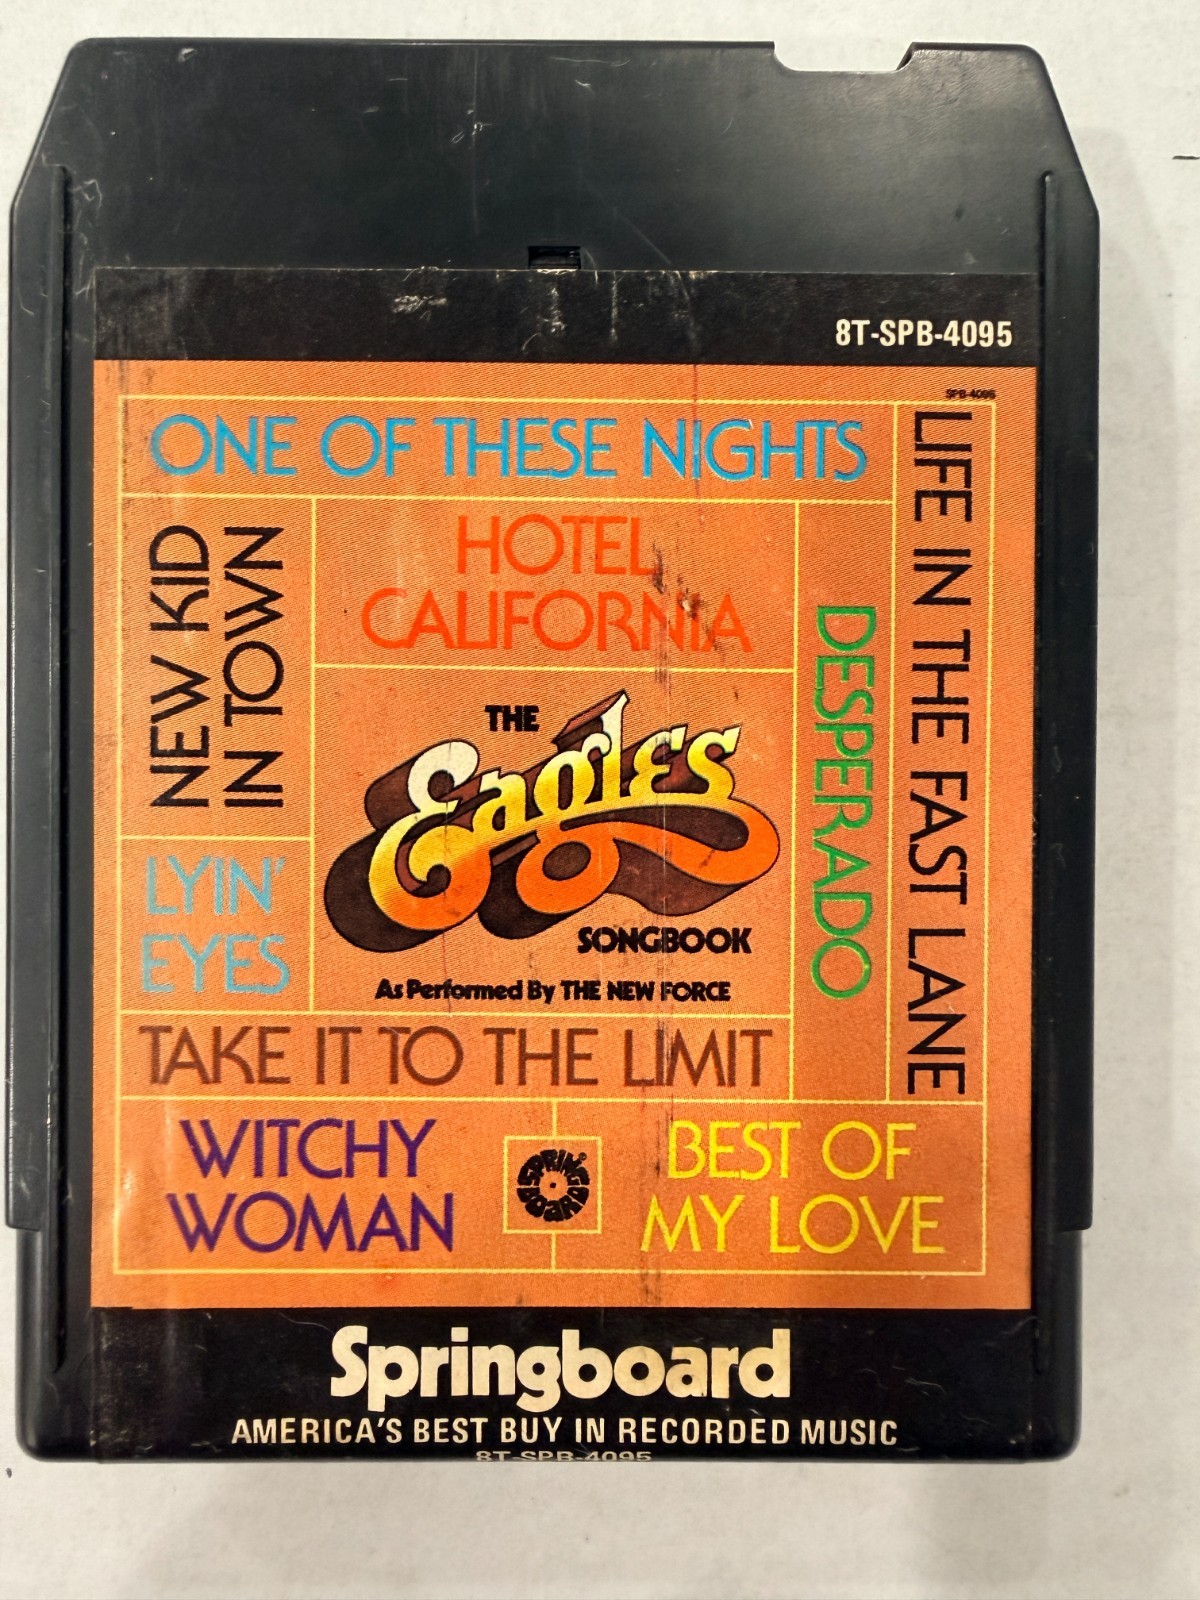 8T-SPB-4095
SPB-4095
ONE OF THESE NIGHTS
LIFE IN THE FAST LANE
NEW KID
IN TOWN
HOTEL
CALIFORNIA
DESPERADO
THE
Eagles
SONGBOOK
As Performed By THE NEW FORCE
LYIN'
EYES
TAKE IT TO THE LIMIT
WITCHY
WOMAN
SPRING
BOARD
BEST OF
MY LOVE
Springboard
AMERICA'S BEST BUY IN RECORDED MUSIC
8T-SPB-4095